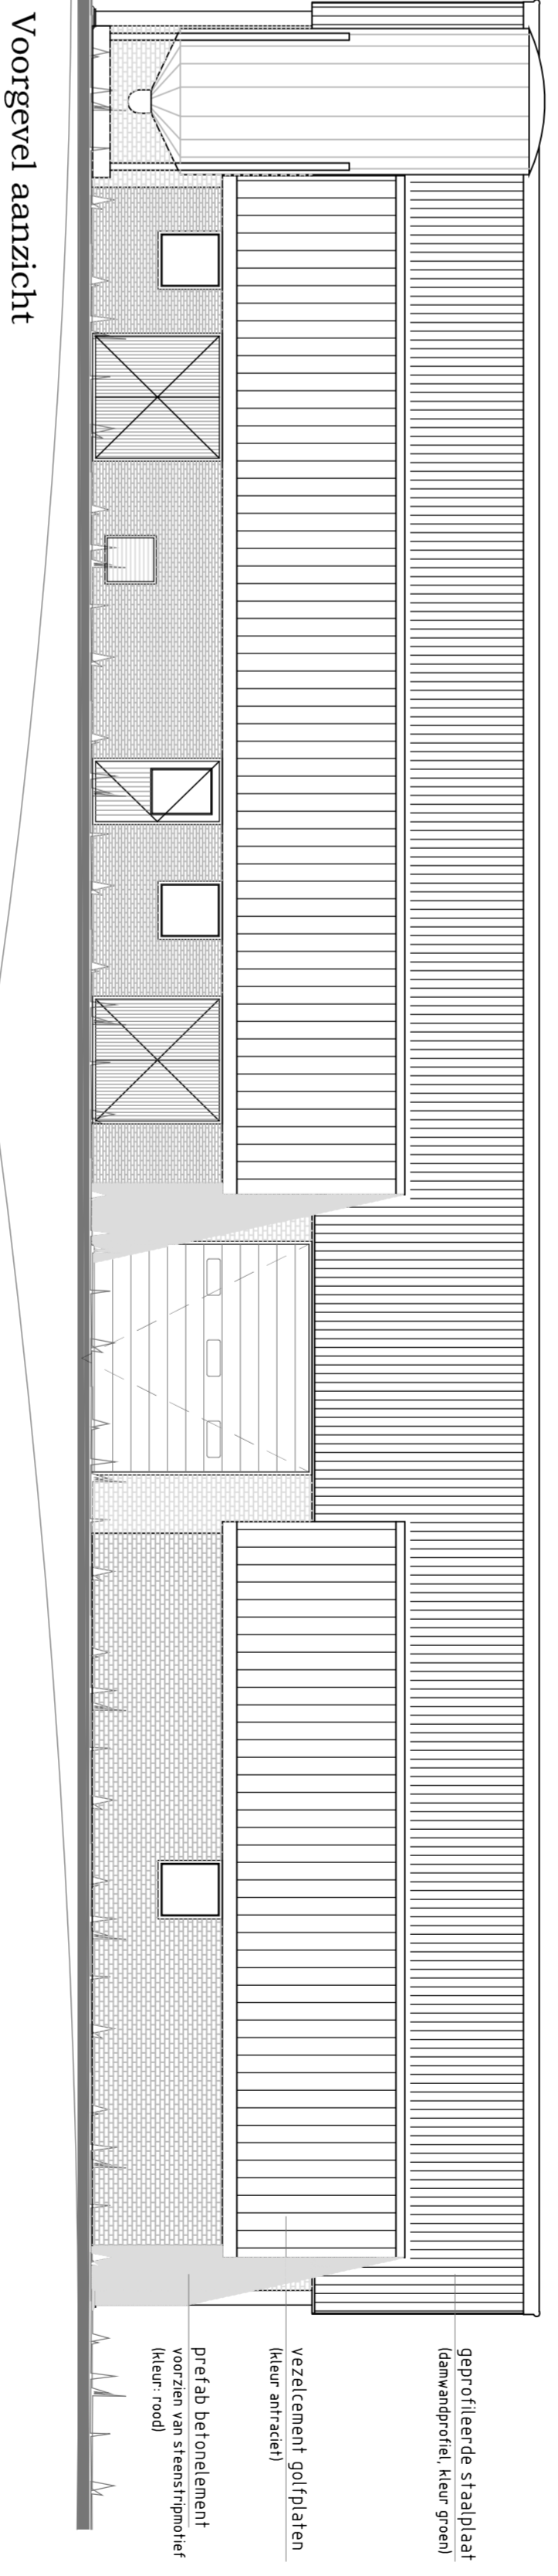 Voorgevel aanzicht
geprofileerde staalplaat
(damwandprofiel, kleur groen)
vezelcement golfplaten
(kleur antraciet)
prefab betonelement
voorzien van steenstripmotief
(kleur: rood)